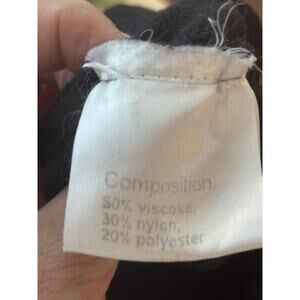 Composition:
50% viscose,
30% nylon,
20% polyester